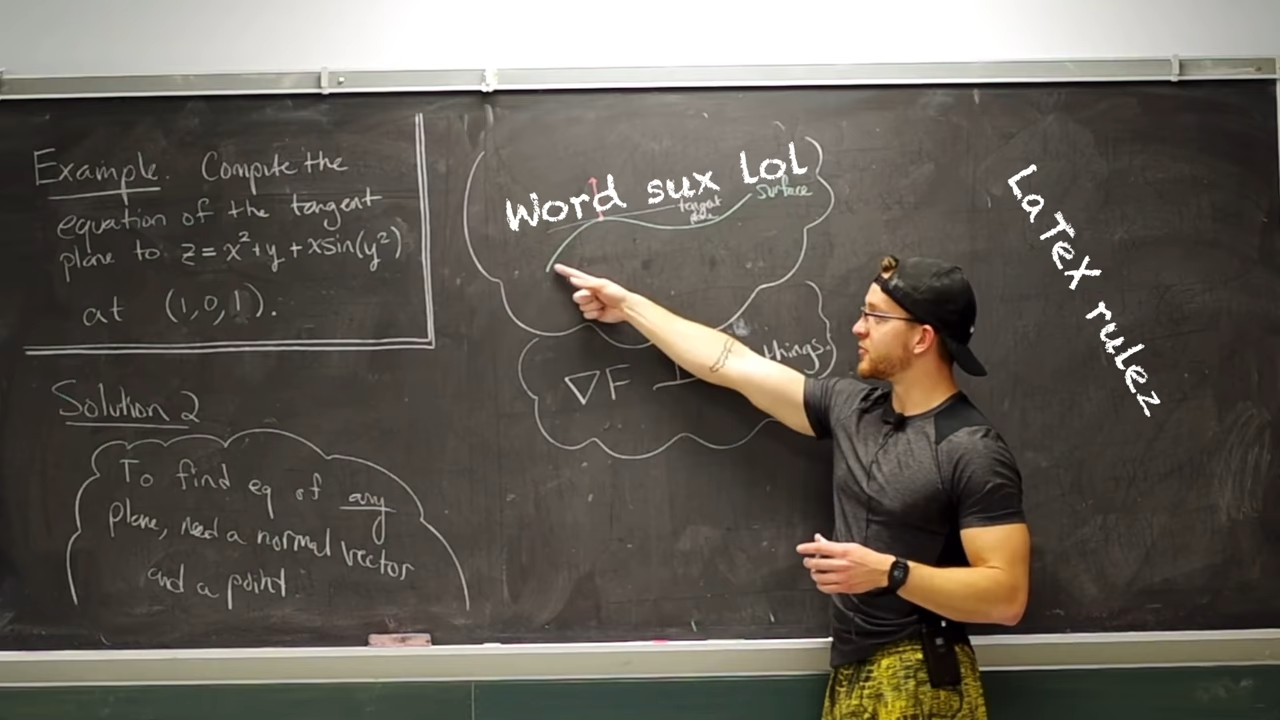 Example. Compute the
equation of the tangent
plane to z = x² + y + x sin(y²)
at (1,0,1).
Solution 2
To find eq of any
plane, need a normal vector
and a point.
Word sux Lol
surface
tangent
plane
things.
∇F ⊥
LaTeX rulez